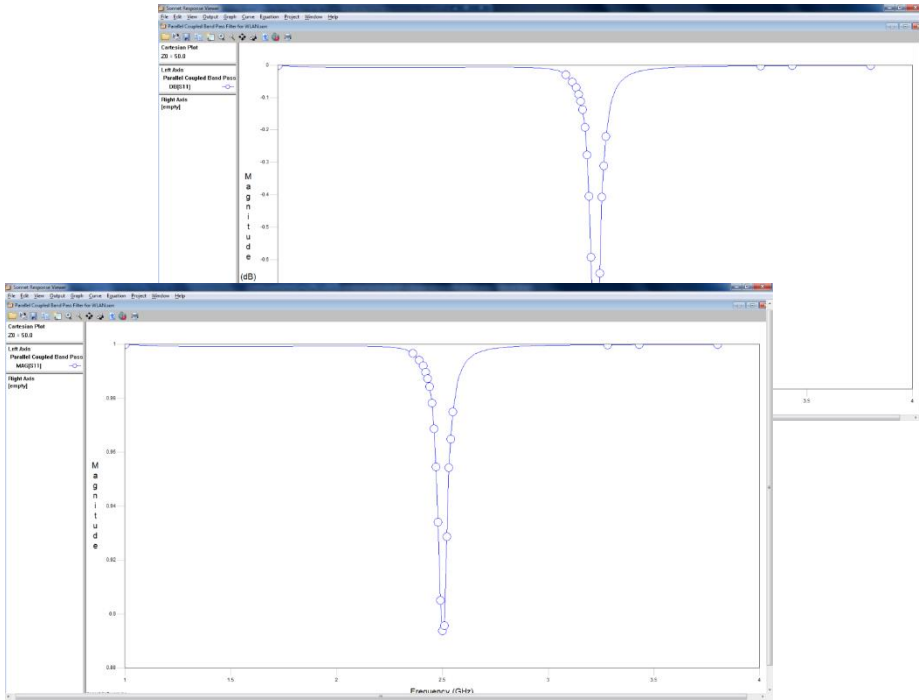 Sonnet Response Viewer
File Edit View Output Graph Curve Equation Project Window Help
Parallel Coupled Band Pass Filter for WLAN.son
Cartesian Plot
Z0 = 50.0
Left Axis
Parallel Coupled Band Pass
DB[S11]
Right Axis
[empty]
Magnitude (dB)
0
-0.1
-0.2
-0.3
-0.4
-0.5
-0.6
3.5
4
Sonnet Response Viewer
File Edit View Output Graph Curve Equation Project Window Help
Parallel Coupled Band Pass Filter for WLAN.son
Cartesian Plot
Z0 = 50.0
Left Axis
Parallel Coupled Band Pass
MAG[S11]
Right Axis
[empty]
Magnitude
1
0.98
0.96
0.94
0.92
0.9
0.88
1
1.5
2
2.5
3
3.5
4
Frequency (GHz)